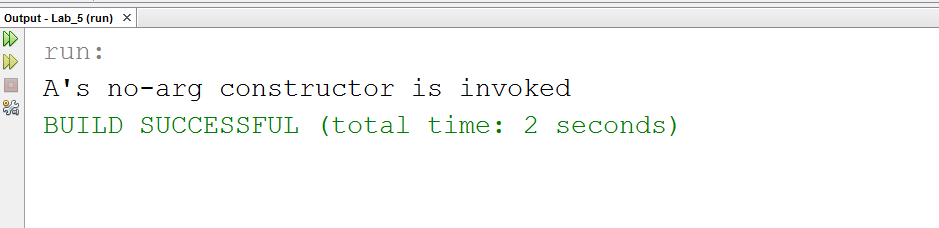 Output - Lab_5 (run) ×
run:
A's no-arg constructor is invoked
BUILD SUCCESSFUL (total time: 2 seconds)